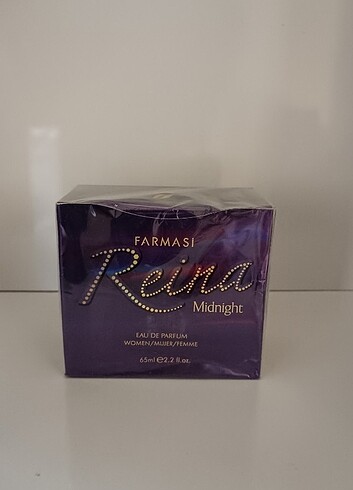 FARMASI
Reina
Midnight
EAU DE PARFUM
WOMEN/MUJER/FEMME
65ml e 2.2 fl.oz.